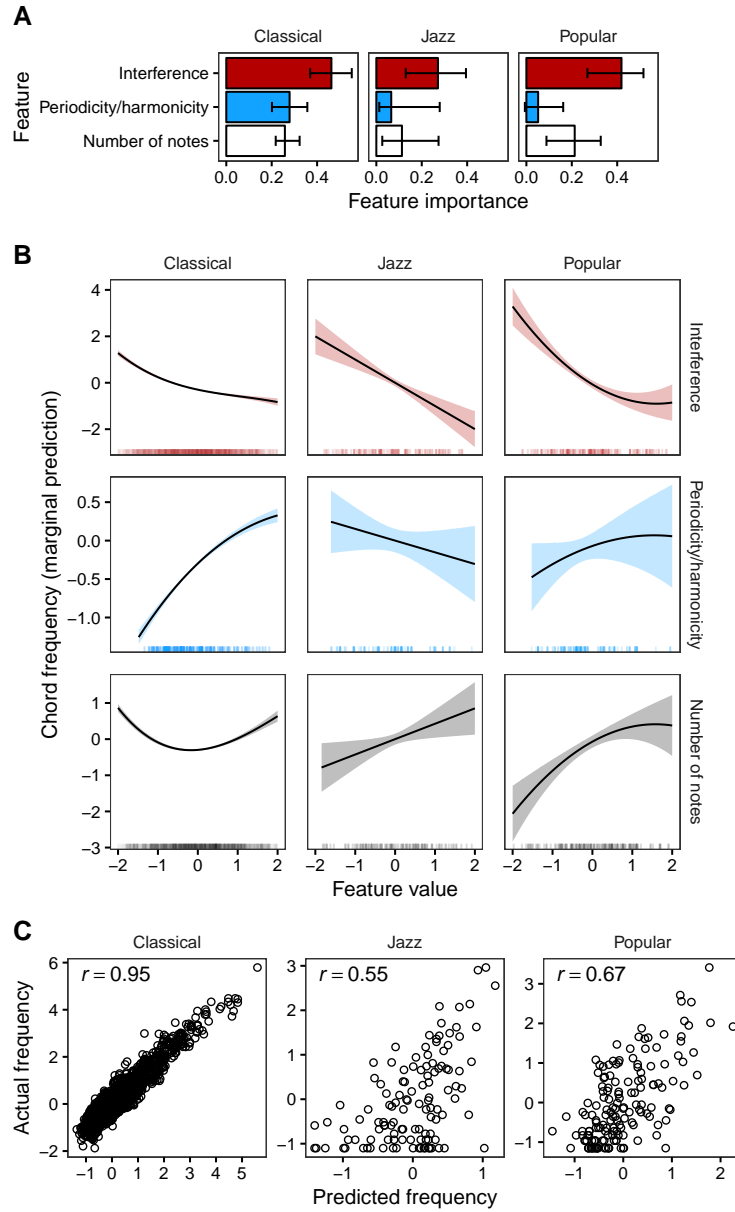 A
Classical Jazz Popular
Feature
Interference
Periodicity/harmonicity
Number of notes
0.0 0.2 0.4 0.0 0.2 0.4 0.0 0.2 0.4
Feature importance
B
Classical Jazz Popular
Chord frequency (marginal prediction)
4
2
0
−2
Interference
0.5
0.0
−0.5
−1.0
Periodicity/harmonicity
1
0
−1
−2
−3
Number of notes
−2 −1 0 1 2 −2 −1 0 1 2 −2 −1 0 1 2
Feature value
C
Classical Jazz Popular
Actual frequency
r = 0.95 r = 0.55 r = 0.67
6
4
2
0
−2
3
2
1
0
−1
3
2
1
0
−1
−1 0 1 2 3 4 5 −1 0 1 −1 0 1 2
Predicted frequency